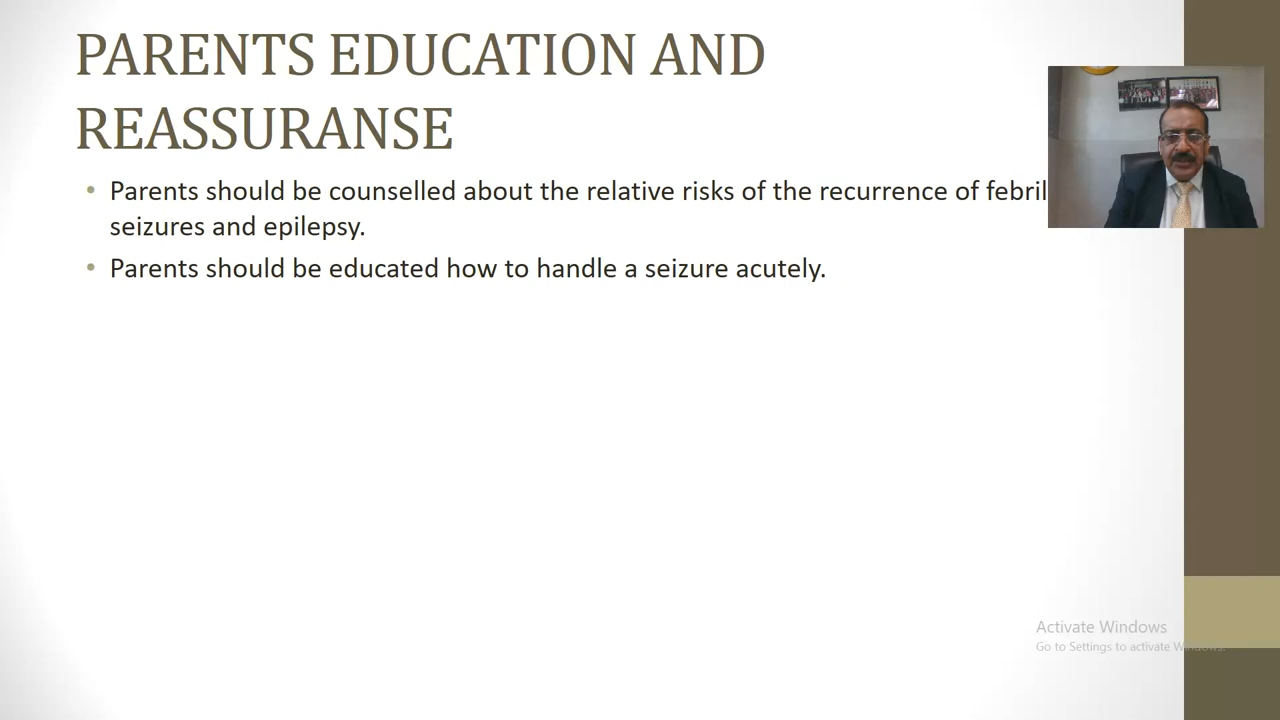 PARENTS EDUCATION AND
REASSURANSE
• Parents should be counselled about the relative risks of the recurrence of febril
seizures and epilepsy.
• Parents should be educated how to handle a seizure acutely.
Activate Windows
Go to Settings to activate Windows.